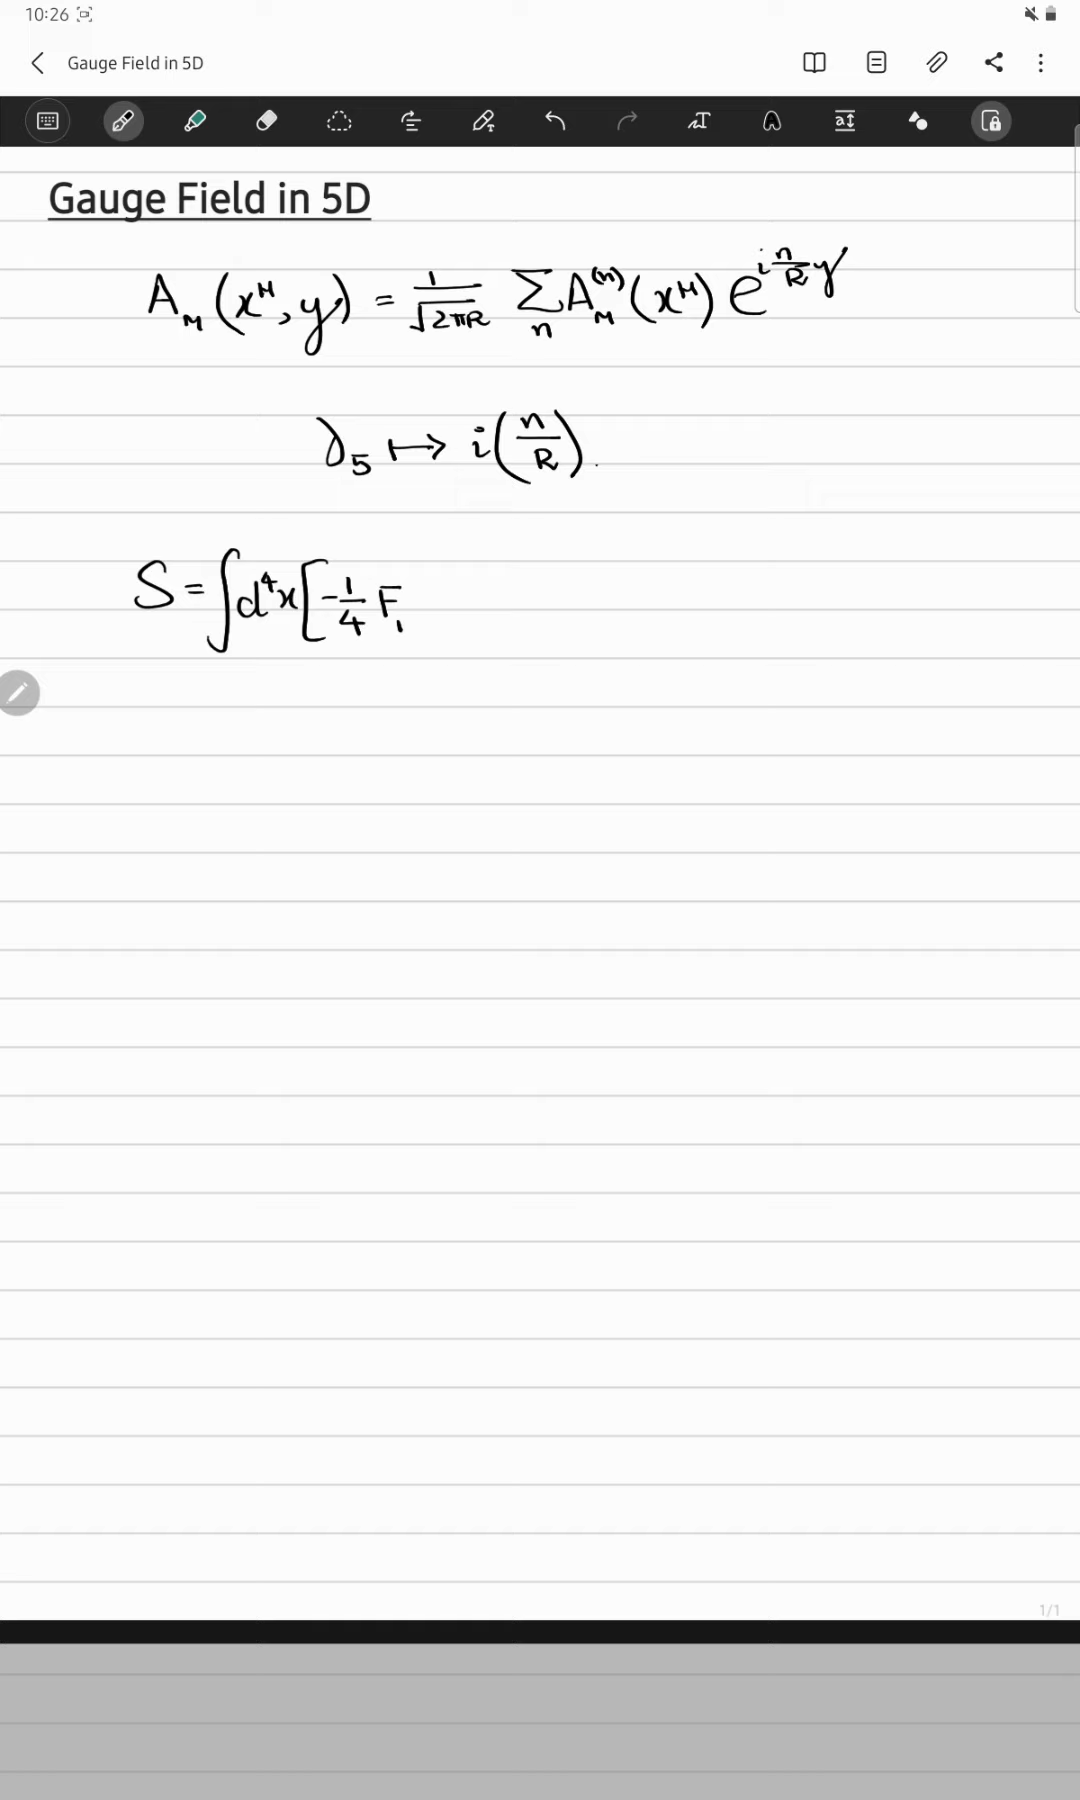 10:26
Gauge Field in 5D
Gauge Field in 5D
A_M (x^M, y) = 1/√2πR Σ_n A_M^(n) (x^M) e^{i n/R y}
∂_5 ↦ i(n/R).
S = ∫d⁴x[-1/4 F
1/1